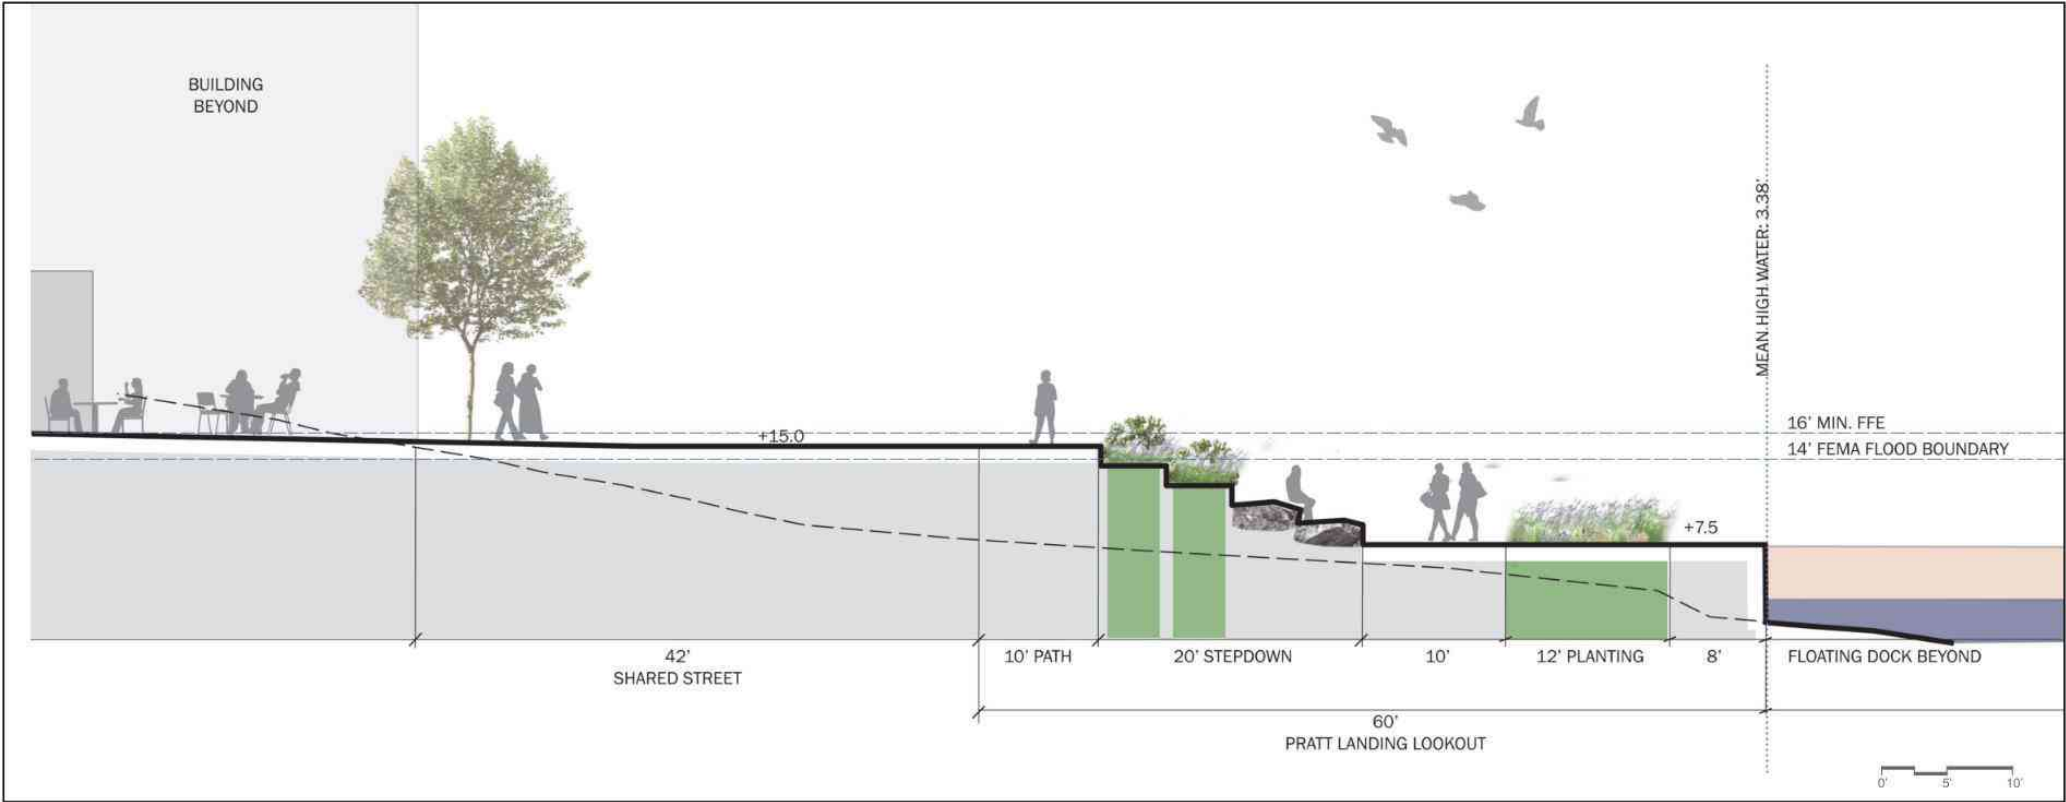 BUILDING
BEYOND
MEAN HIGH WATER: 3.38'
16' MIN. FFE
+15.0
14' FEMA FLOOD BOUNDARY
+7.5
42'
SHARED STREET
10' PATH
20' STEPDOWN
10'
12' PLANTING
8'
FLOATING DOCK BEYOND
60'
PRATT LANDING LOOKOUT
0' 5' 10'